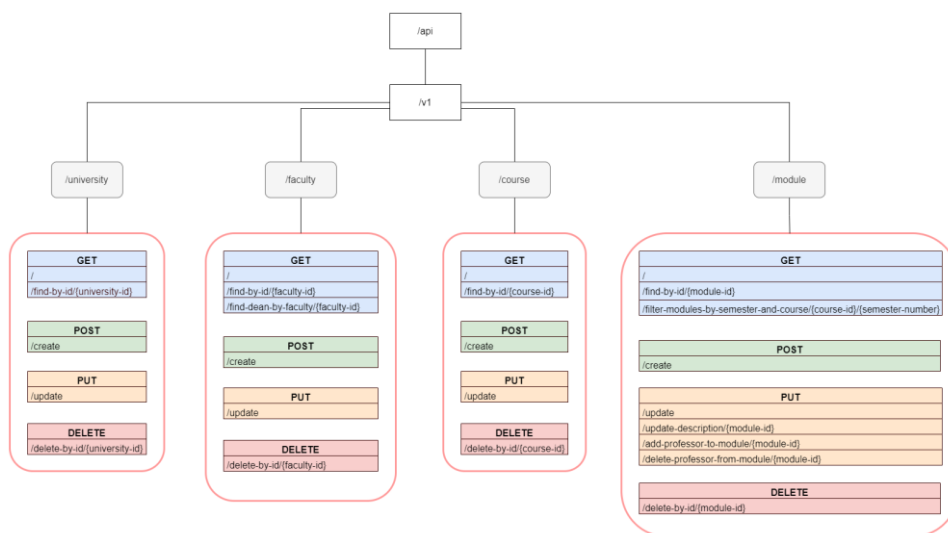 /api
/v1
/university
/faculty
/course
/module
GET
/
/find-by-id/{university-id}
POST
/create
PUT
/update
DELETE
/delete-by-id/{university-id}
GET
/
/find-by-id/{faculty-id}
/find-dean-by-faculty/{faculty-id}
POST
/create
PUT
/update
DELETE
/delete-by-id/{faculty-id}
GET
/
/find-by-id/{course-id}
POST
/create
PUT
/update
DELETE
/delete-by-id/{course-id}
GET
/
/find-by-id/{module-id}
/filter-modules-by-semester-and-course/{course-id}/{semester-number}
POST
/create
PUT
/update
/update-description/{module-id}
/add-professor-to-module/{module-id}
/delete-professor-from-module/{module-id}
DELETE
/delete-by-id/{module-id}